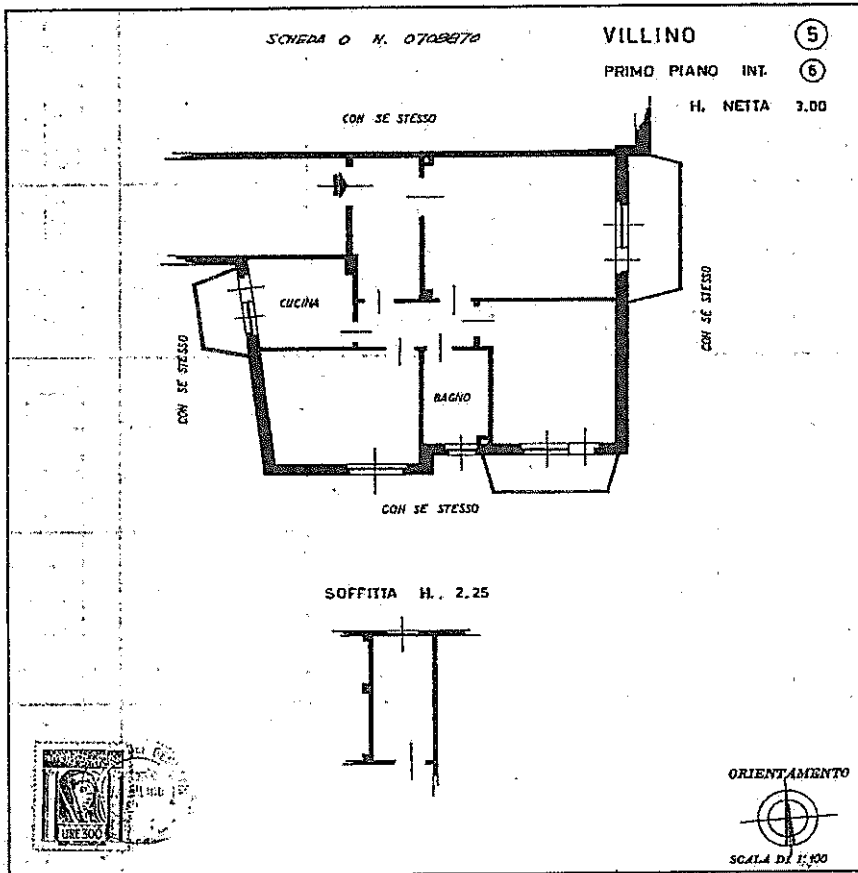 SCHEDA O N. 0708870
VILLINO 5
PRIMO PIANO INT. 6
H. NETTA 3.00
CON SE STESSO
CON SE STESSO
CUCINA
CON SE STESSO
BAGNO
CON SE STESSO
SOFFITTA H. 2,25
LIRE 300
ORIENTAMENTO
SCALA DI 1:100